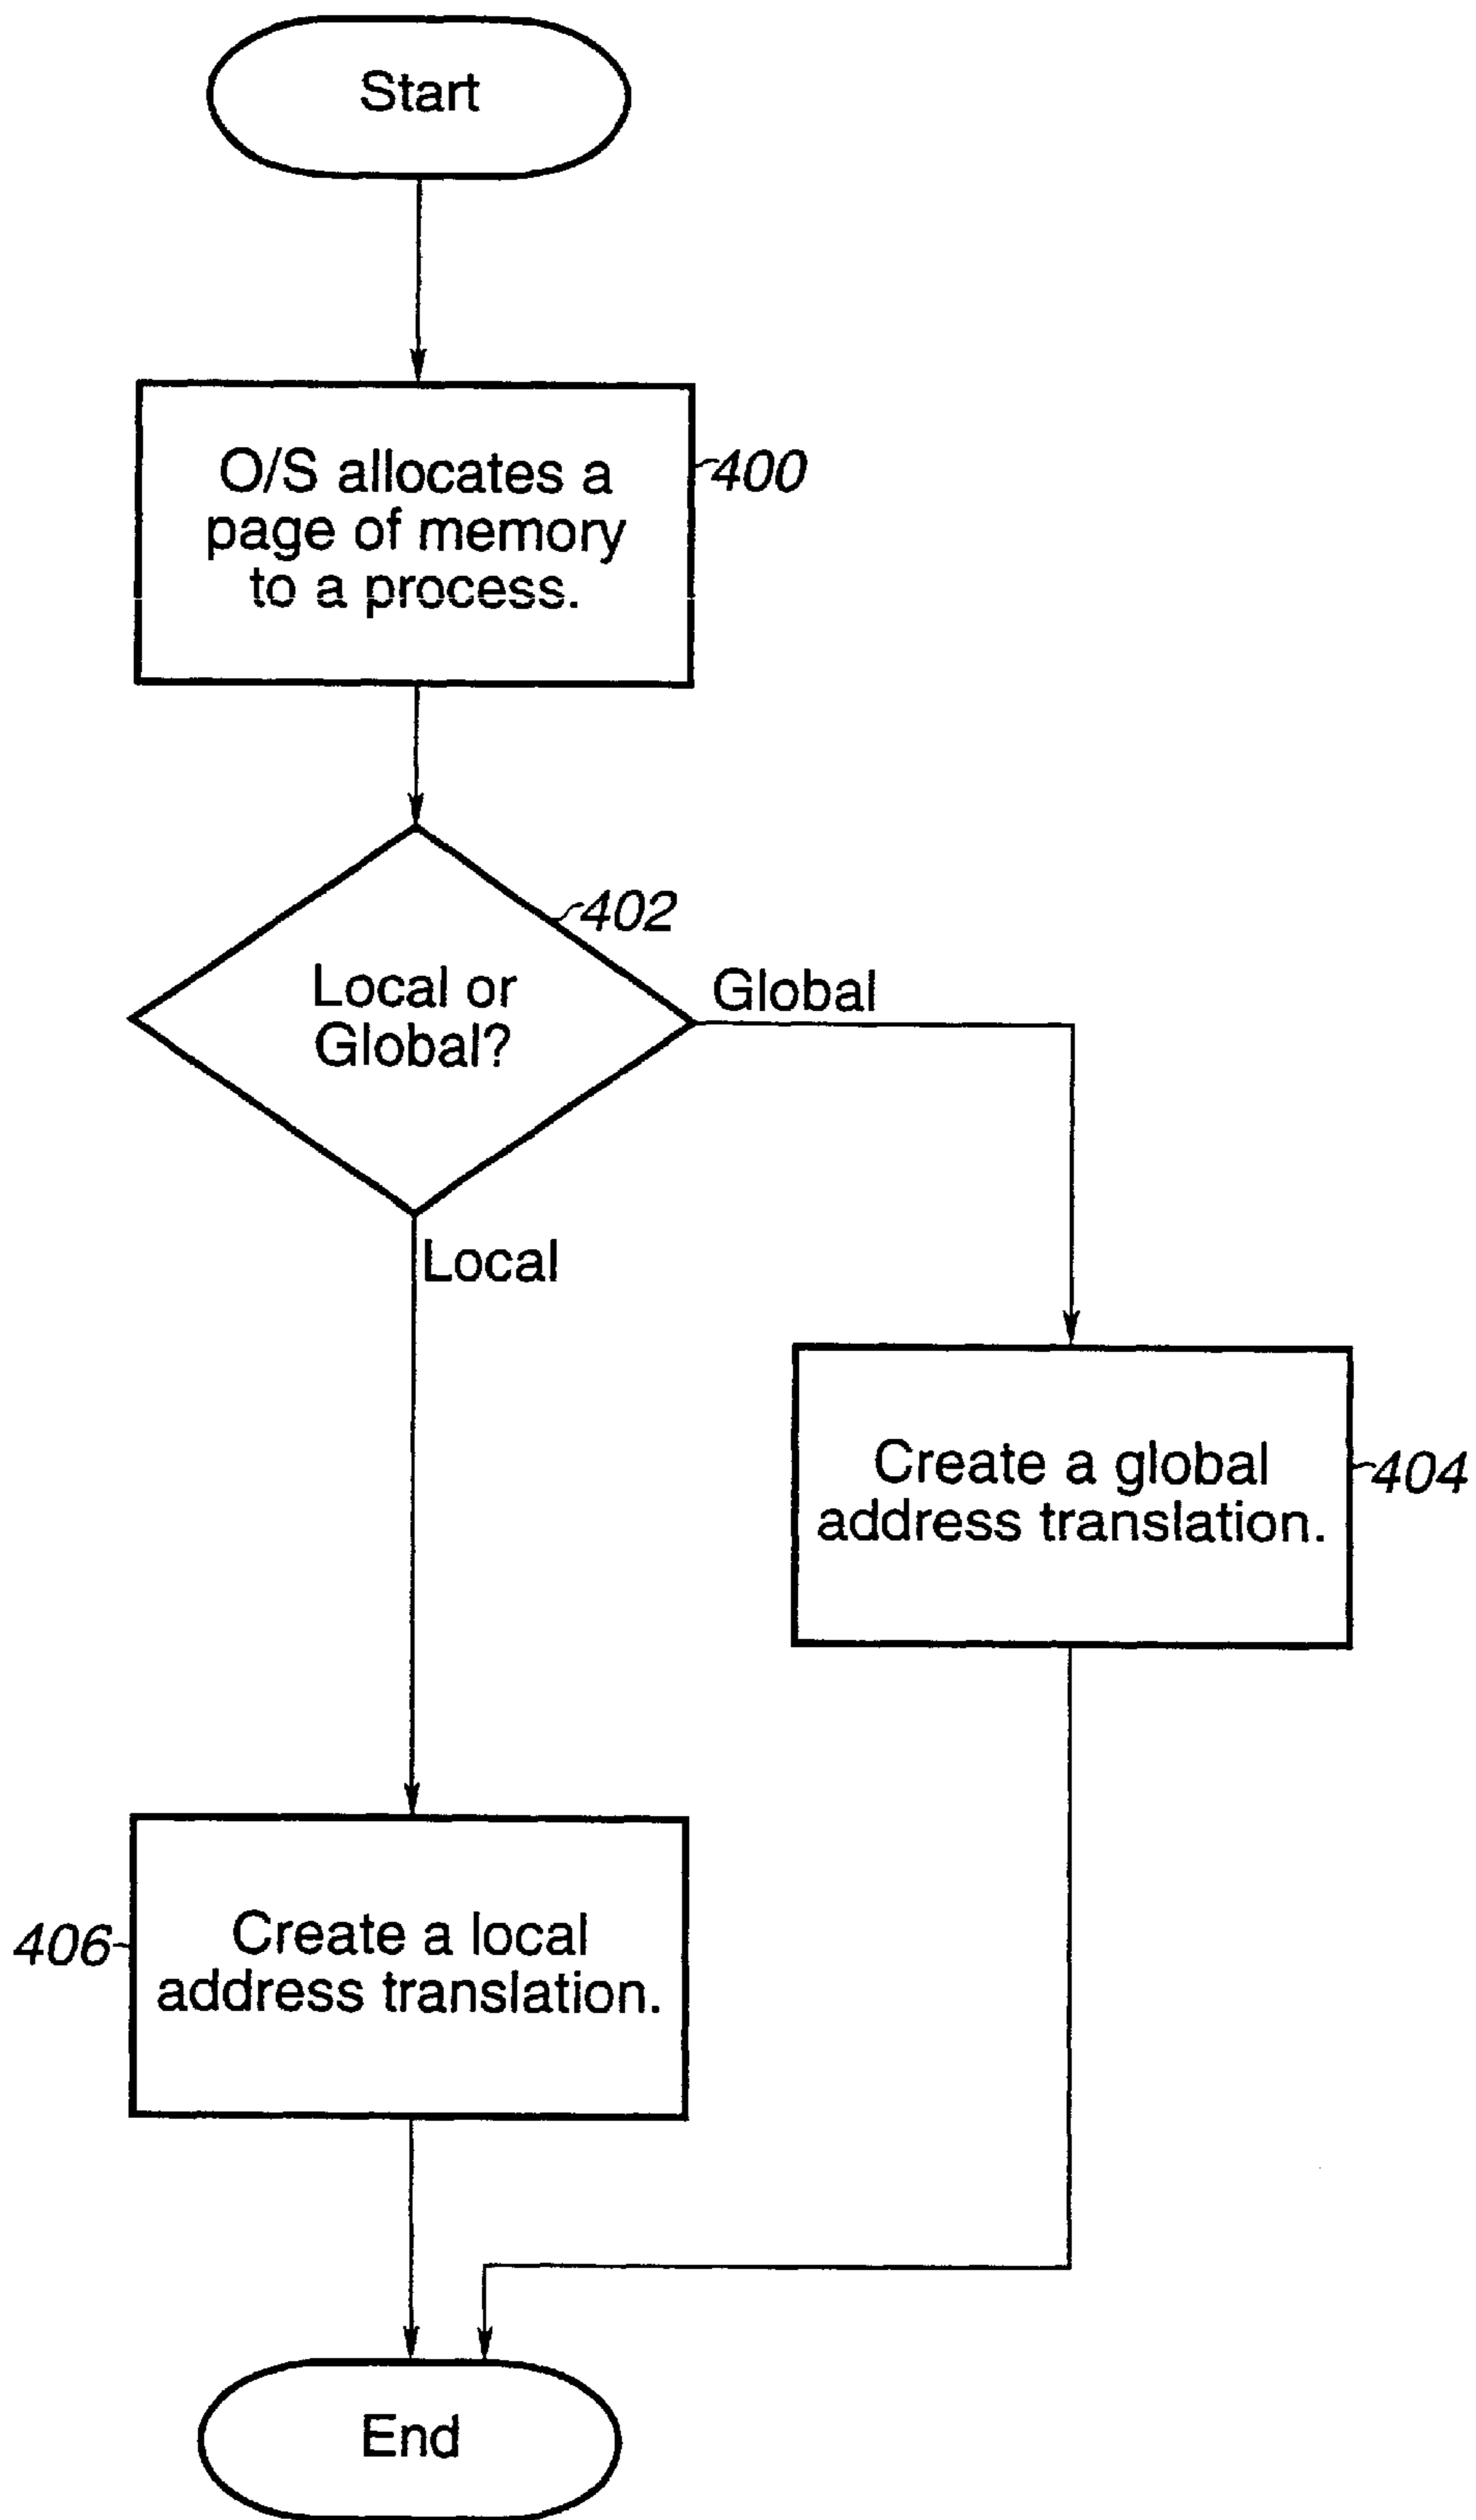 Start
O/S allocates a
page of memory
to a process.
400
402
Local or
Global?
Global
Local
Create a global
address translation.
404
406
Create a local
address translation.
End